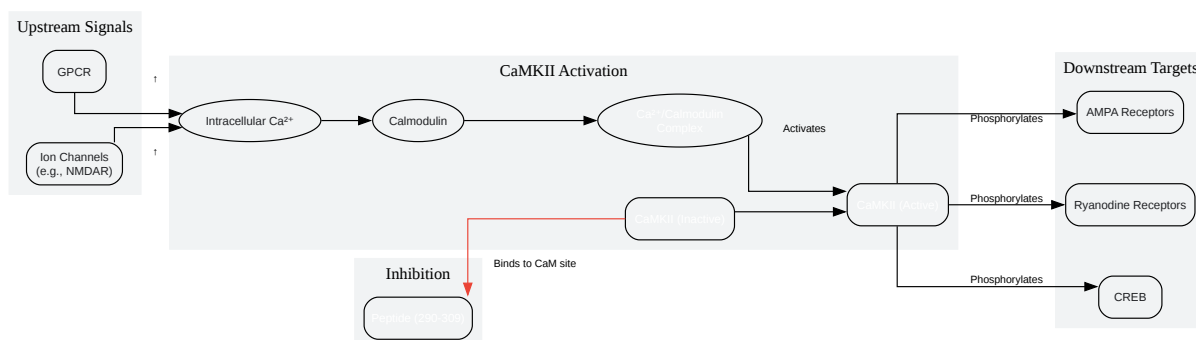 Upstream Signals
GPCR
↑
Ion Channels
(e.g., NMDAR)
↑
CaMKII Activation
Intracellular Ca²⁺
Calmodulin
Ca²⁺/Calmodulin
Complex
Activates
CaMKII (Inactive)
CaMKII (Active)
Inhibition
Binds to CaM site
Peptide (290-309)
Downstream Targets
Phosphorylates
AMPA Receptors
Phosphorylates
Ryanodine Receptors
Phosphorylates
CREB